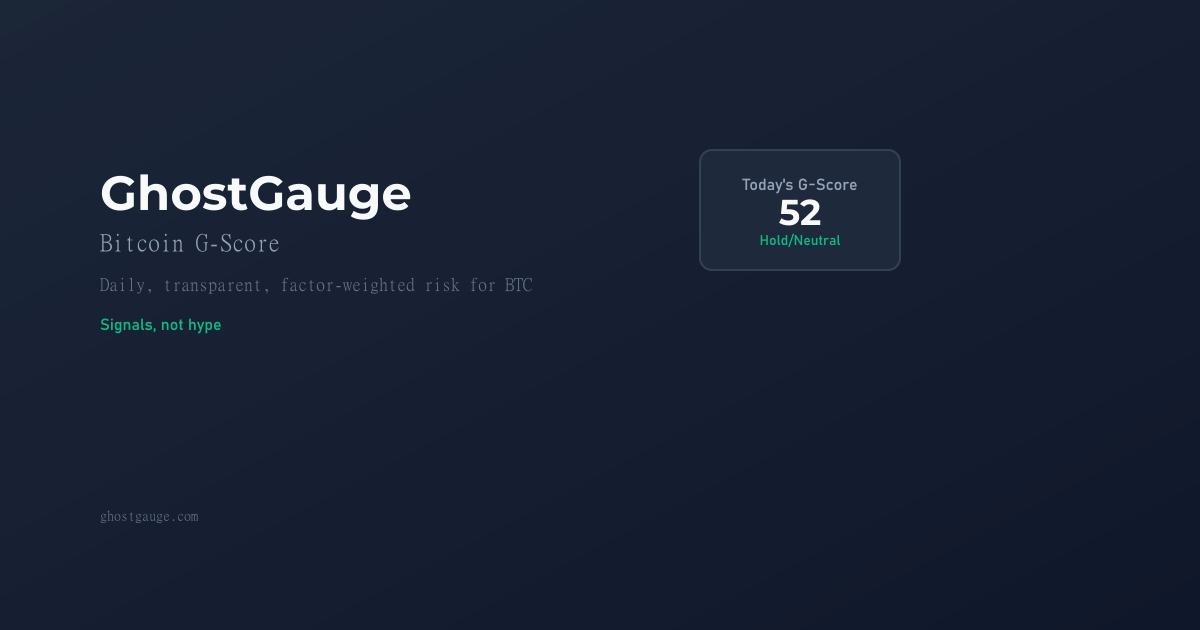 GhostGauge
Bitcoin G-Score
Daily, transparent, factor-weighted risk for BTC
Signals, not hype
Today's G-Score
52
Hold/Neutral
ghostgauge.com